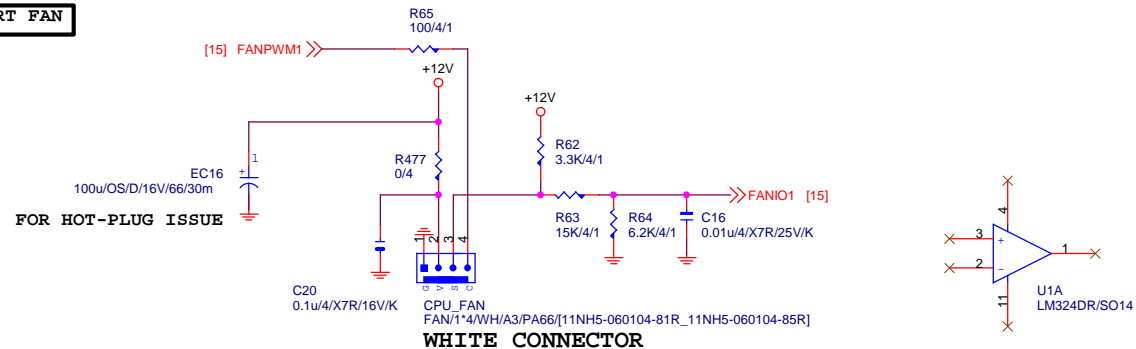 RT FAN
R65
100/4/1
[15] FANPWM1
+12V
+12V
R62
3.3K/4/1
R477
0/4
1
EC16
+
100u/OS/D/16V/66/30m
FOR HOT-PLUG ISSUE
FANIO1 [15]
R63
15K/4/1
R64
6.2K/4/1
C16
0.01u/4/X7R/25V/K
1 2 3 4
G V S C
C20
0.1u/4/X7R/16V/K
CPU_FAN
FAN/1*4/WH/A3/PA66/[11NH5-060104-81R_11NH5-060104-85R]
WHITE CONNECTOR
4
3
+
1
2
-
11
U1A
LM324DR/SO14